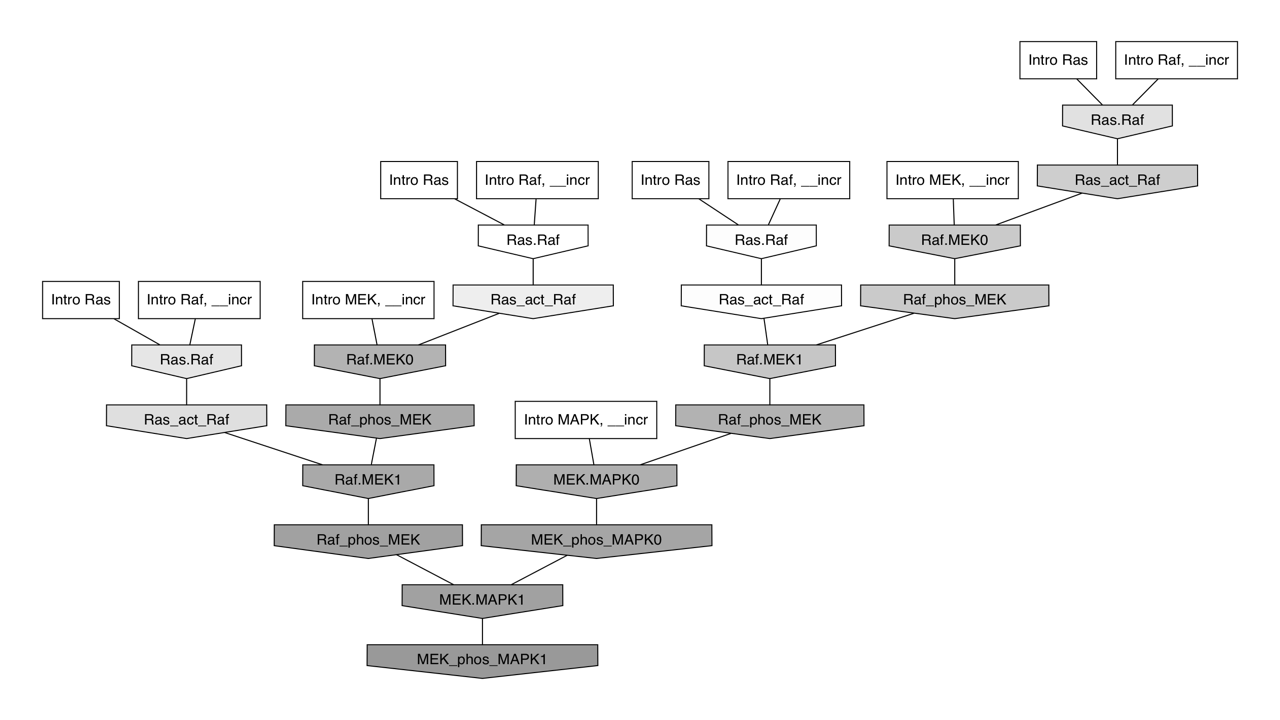 Intro Ras
Intro Raf, __incr
Ras.Raf
Intro Ras
Intro Raf, __incr
Intro Ras
Intro Raf, __incr
Intro MEK, __incr
Ras_act_Raf
Ras.Raf
Ras.Raf
Raf.MEK0
Intro Ras
Intro Raf, __incr
Intro MEK, __incr
Ras_act_Raf
Ras_act_Raf
Raf_phos_MEK
Ras.Raf
Raf.MEK0
Raf.MEK1
Ras_act_Raf
Raf_phos_MEK
Intro MAPK, __incr
Raf_phos_MEK
Raf.MEK1
MEK.MAPK0
Raf_phos_MEK
MEK_phos_MAPK0
MEK.MAPK1
MEK_phos_MAPK1